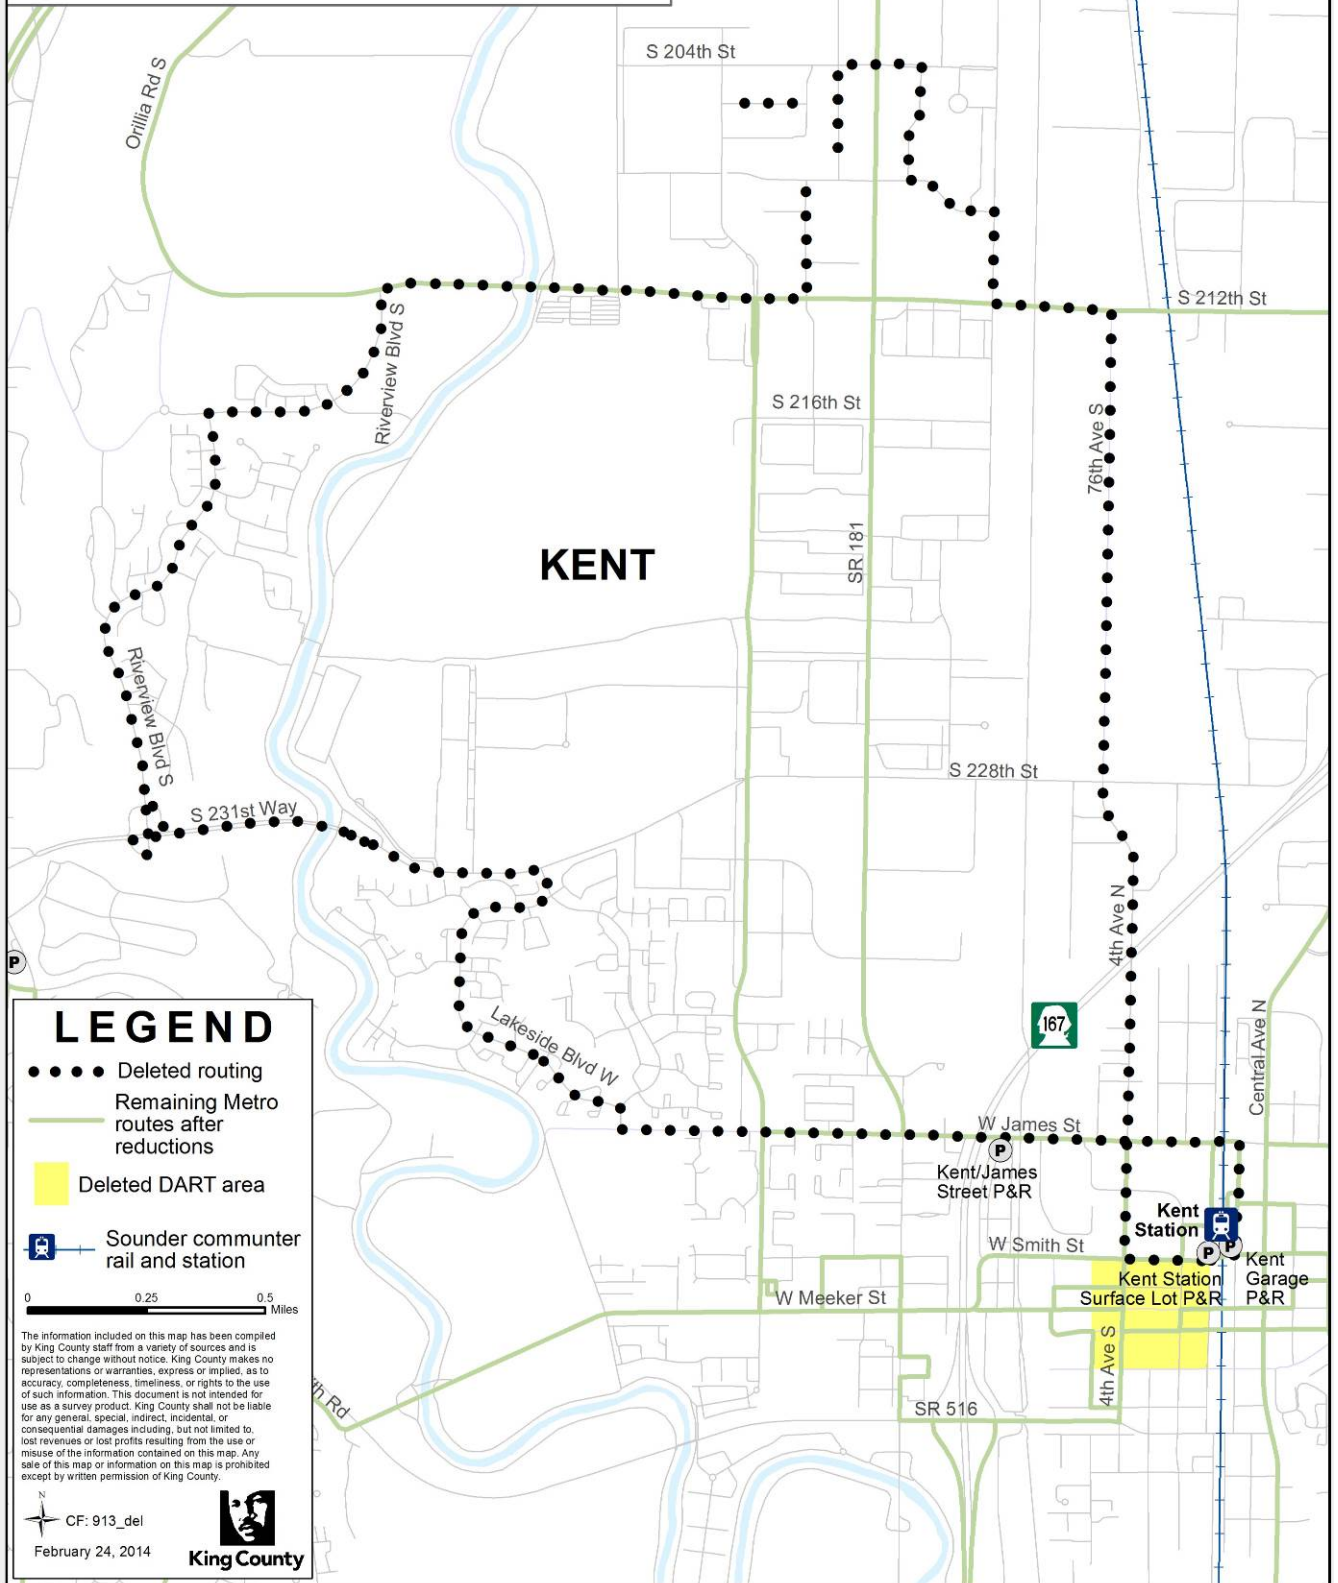 S 204th St
Orillia Rd S
S 212th St
Riverview Blvd S
S 216th St
76th Ave S
KENT
SR 181
Riverview Blvd S
S 228th St
S 231st Way
4th Ave N
P
Lakeside Blvd W
167
Central Ave N
W James St
P
Kent/James
Street P&R
Kent
Station
W Smith St
P
P
Kent
Garage
P&R
Kent Station
Surface Lot P&R
W Meeker St
4th Ave S
SR 516
th Rd
LEGEND
Deleted routing
Remaining Metro
routes after
reductions
Deleted DART area
Sounder communter
rail and station
0 0.25 0.5
Miles
The information included on this map has been compiled
by King County staff from a variety of sources and is
subject to change without notice. King County makes no
representations or warranties, express or implied, as to
accuracy, completeness, timeliness, or rights to the use
of such information. This document is not intended for
use as a survey product. King County shall not be liable
for any general, special, indirect, incidental, or
consequential damages including, but not limited to,
lost revenues or lost profits resulting from the use or
misuse of the information contained on this map. Any
sale of this map or information on this map is prohibited
except by written permission of King County.
N
CF: 913_del
February 24, 2014
King County